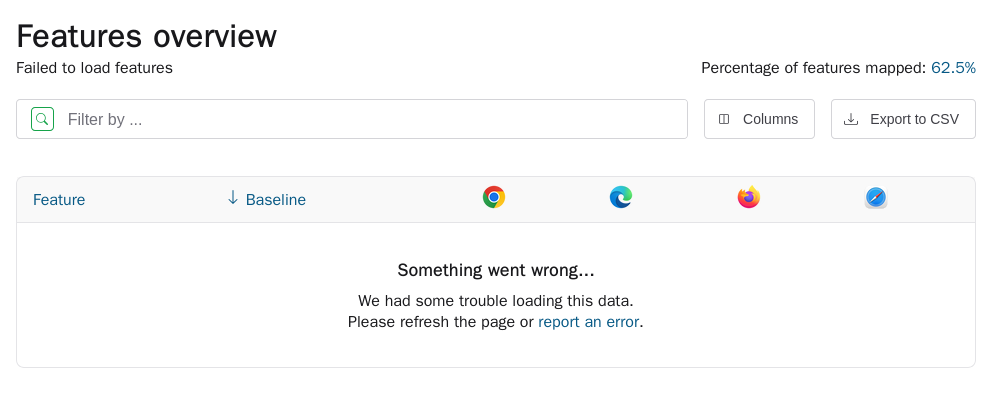 Features overview
Failed to load features
Percentage of features mapped: 62.5%
Filter by ...
Columns
Export to CSV
Feature
Baseline
Something went wrong...
We had some trouble loading this data.
Please refresh the page or report an error.